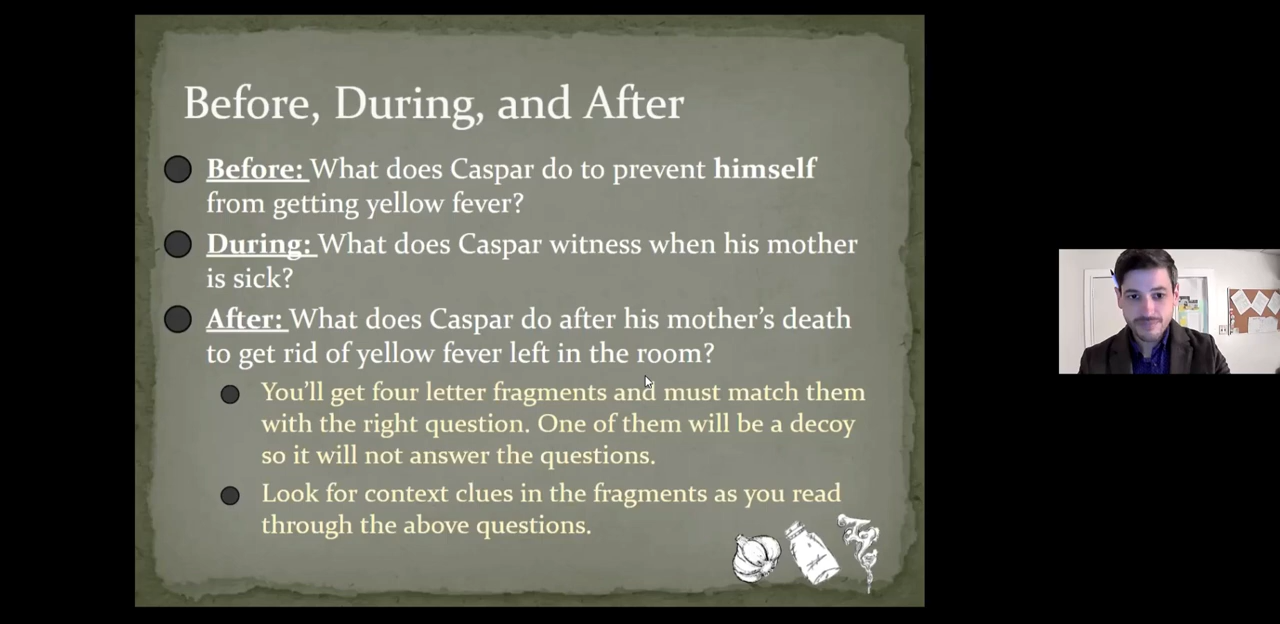 Before, During, and After
Before: What does Caspar do to prevent himself
from getting yellow fever?
During: What does Caspar witness when his mother
is sick?
After: What does Caspar do after his mother’s death
to get rid of yellow fever left in the room?
You’ll get four letter fragments and must match them
with the right question. One of them will be a decoy
so it will not answer the questions.
Look for context clues in the fragments as you read
through the above questions.